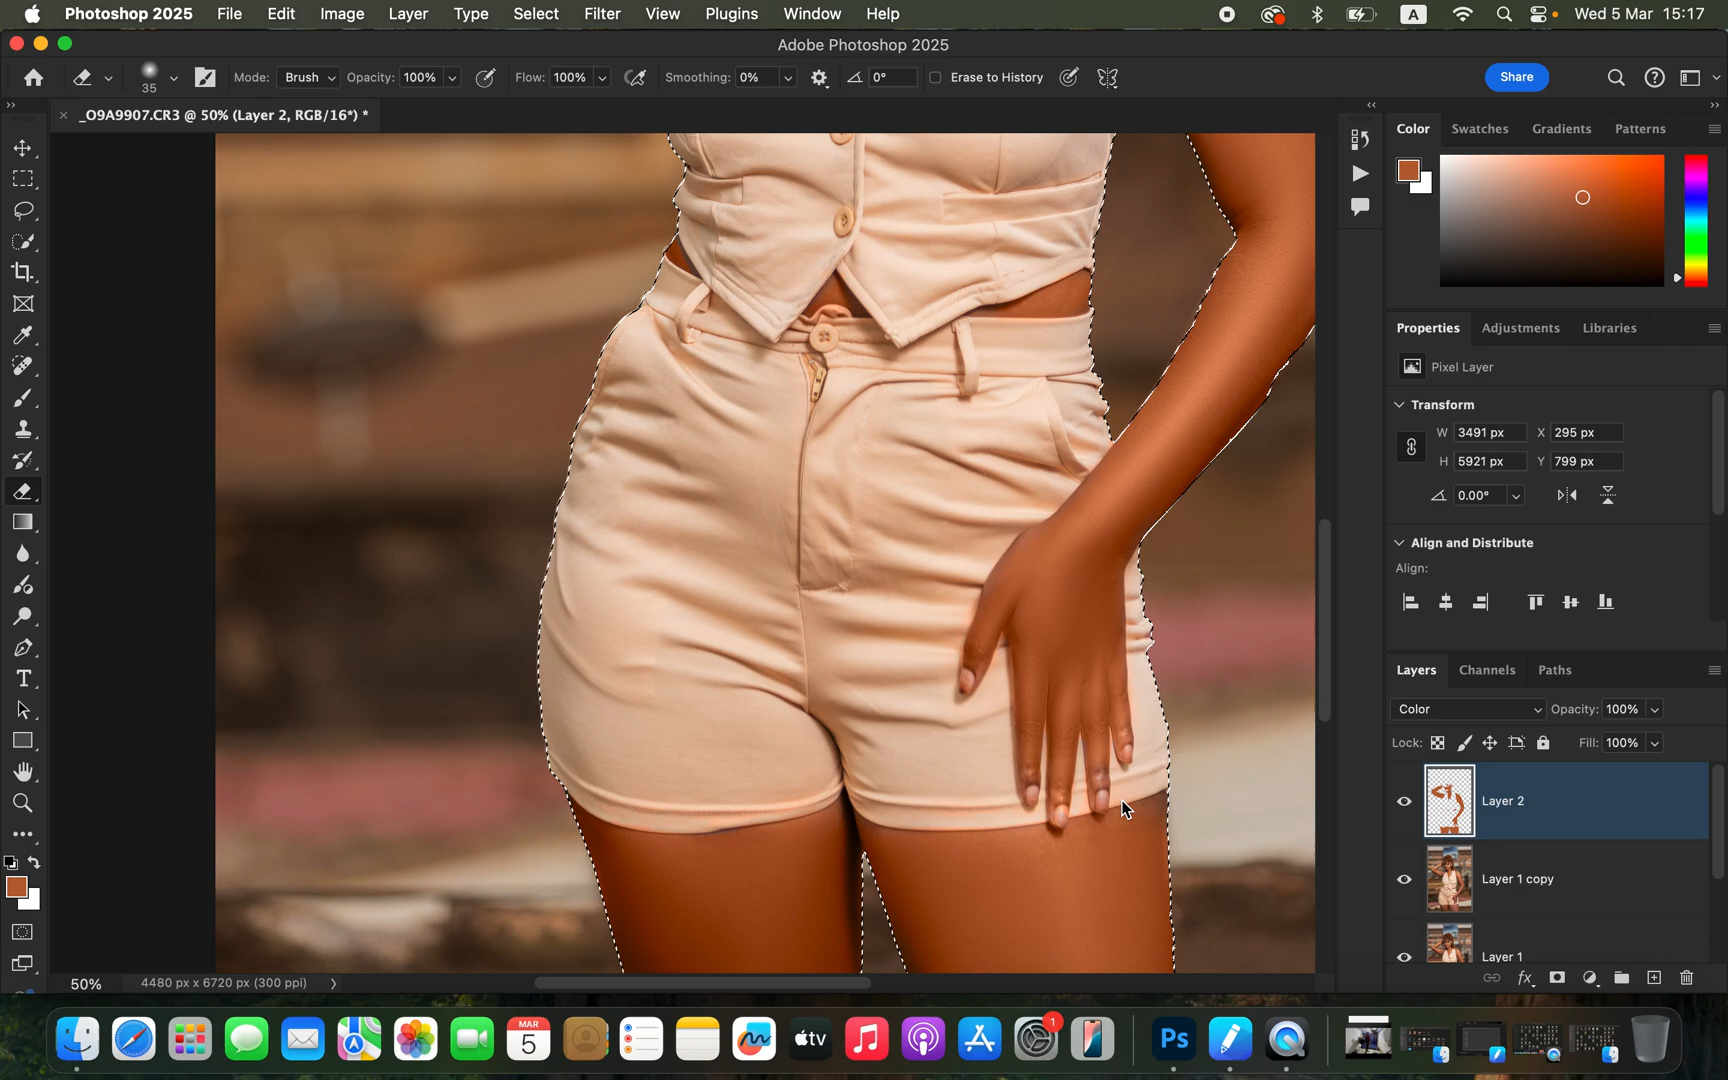 Photoshop 2025 File Edit Image Layer Type Select Filter View Plugins Window Help A Wed 5 Mar 15:17
Adobe Photoshop 2025
35 Mode: Brush Opacity: 100% Flow: 100% Smoothing: 0% 0° Erase to History Share
_O9A9907.CR3 @ 50% (Layer 2, RGB/16*) *
Color Swatches Gradients Patterns
Properties Adjustments Libraries
Pixel Layer
Transform
W 3491 px X 295 px
H 5921 px Y 799 px
0.00°
Align and Distribute
Align:
Layers Channels Paths
Color Opacity: 100%
Lock: Fill: 100%
Layer 2
Layer 1 copy
Layer 1
fx
T
50% 4480 px x 6720 px (300 ppi)
MAR
5
tv
1
Ps